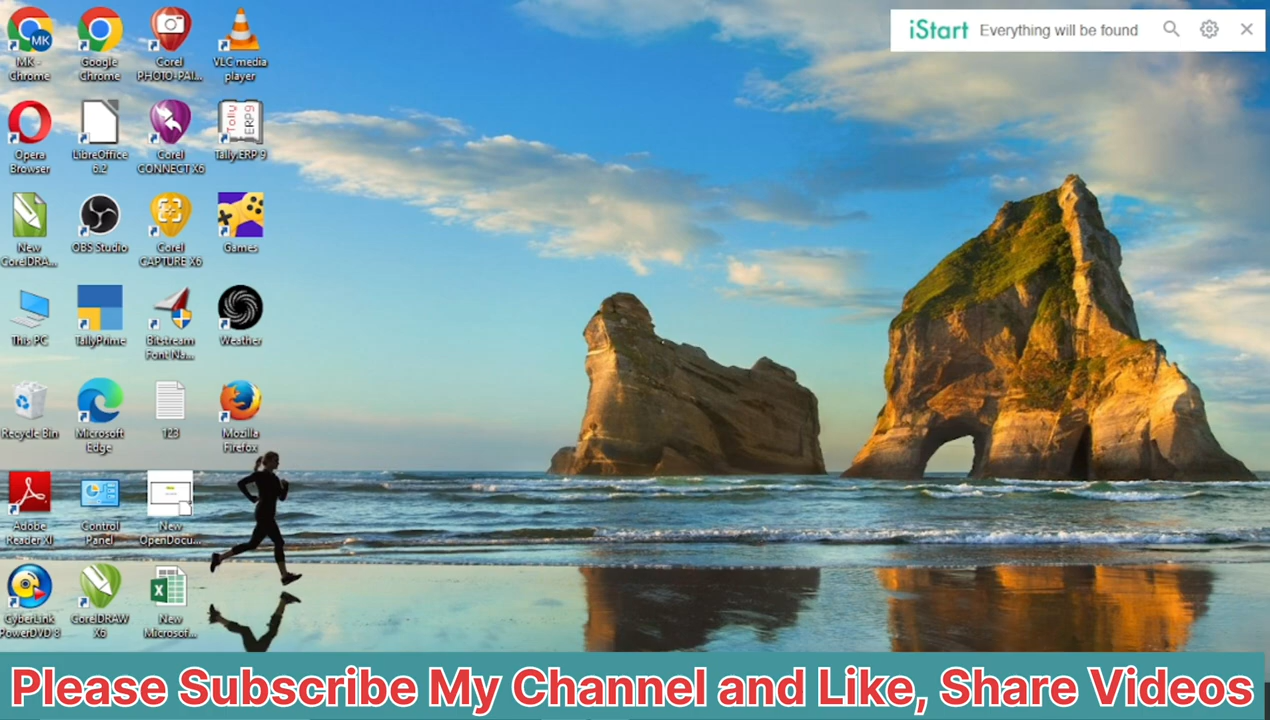 iStart Everything will be found
MK
MK -
Chrome
Google
Chrome
Corel
PHOTO-PAI...
VLC media
player
Opera
Browser
LibreOffice
6.2
Corel
CONNECT X6
Tally ERP 9
Tally.ERP 9
New
CorelDRA...
OBS Studio
Corel
CAPTURE X6
Games
This PC
TallyPrime
Bitstream
Font Na...
Weather
Recycle Bin
Microsoft
Edge
123
Mozilla
Firefox
Adobe
Reader XI
Control
Panel
New
OpenDocu...
CyberLink
PowerDVD 8
CorelDRAW
X6
New
Microsof...
Please Subscribe My Channel and Like, Share Videos